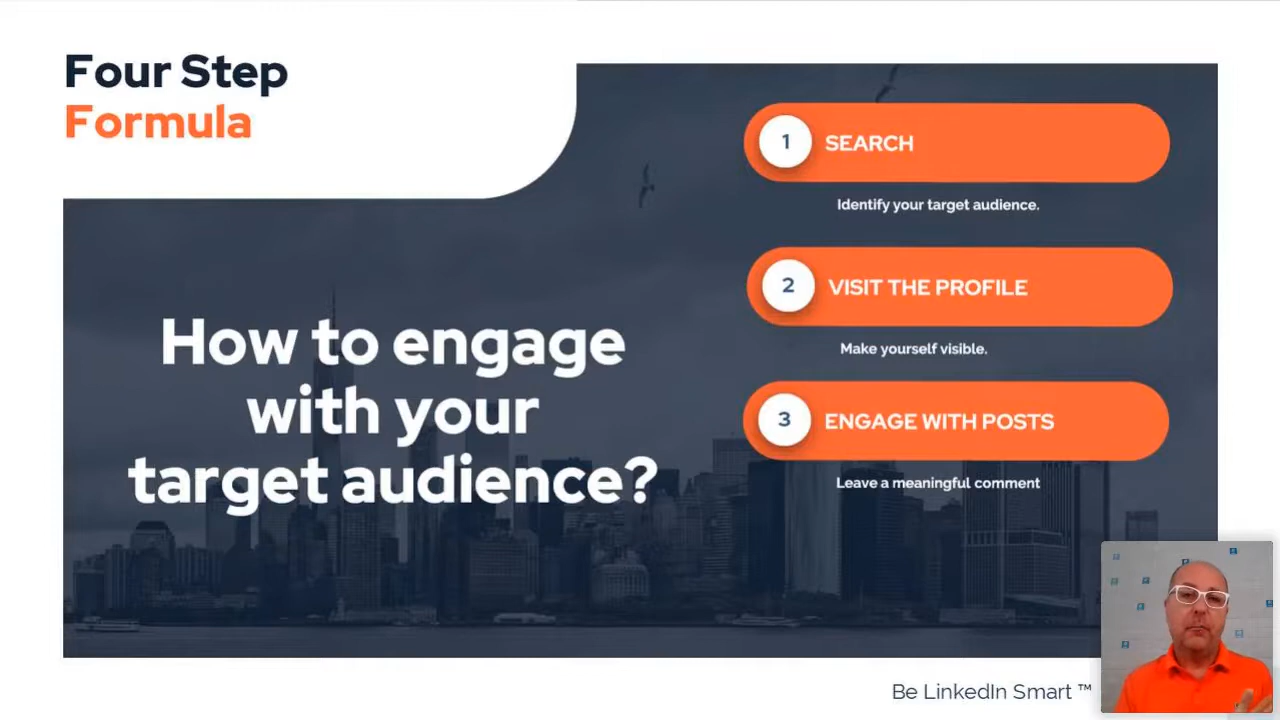 Four Step
Formula
How to engage
with your
target audience?
1 SEARCH
Identify your target audience.
2 VISIT THE PROFILE
Make yourself visible.
3 ENGAGE WITH POSTS
Leave a meaningful comment
Be LinkedIn Smart ™